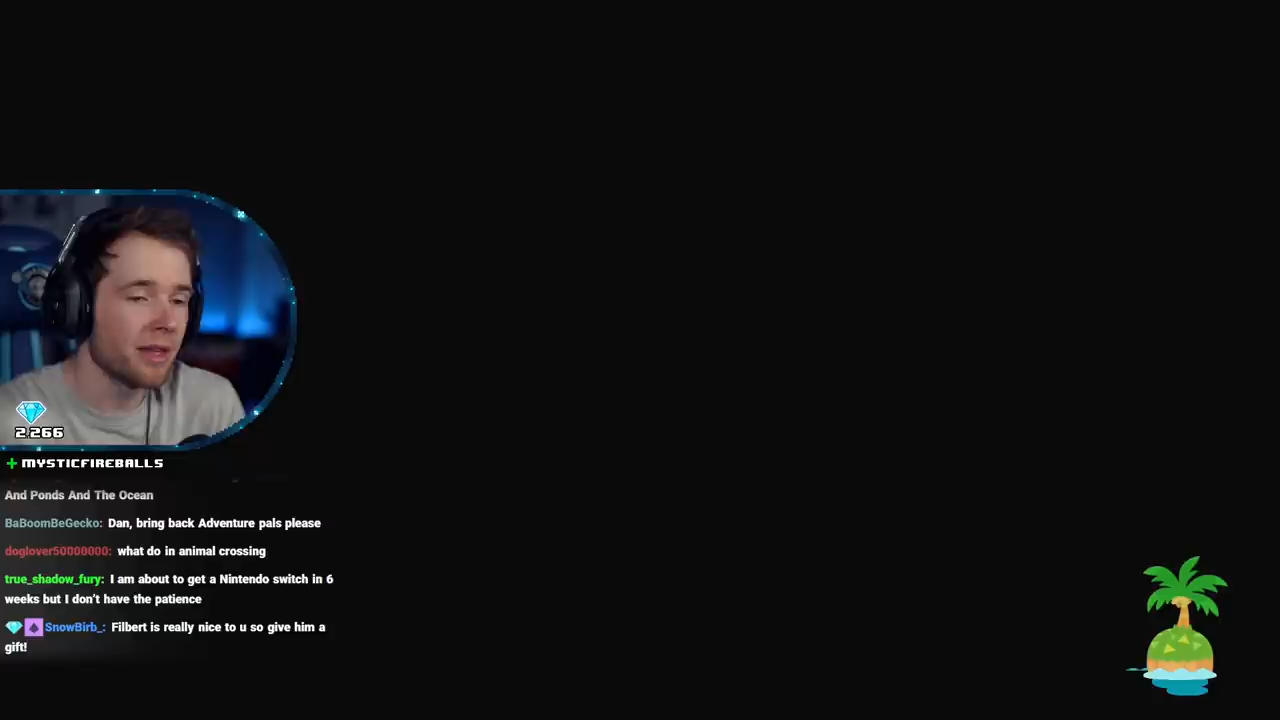 2,266
+ MYSTICFIREBALLS
And Ponds And The Ocean
BaBoomBeGecko: Dan, bring back Adventure pals please
doglover50000000: what do in animal crossing
true_shadow_fury: I am about to get a Nintendo switch in 6
weeks but I don't have the patience
SnowBirb_: Filbert is really nice to u so give him a
gift!